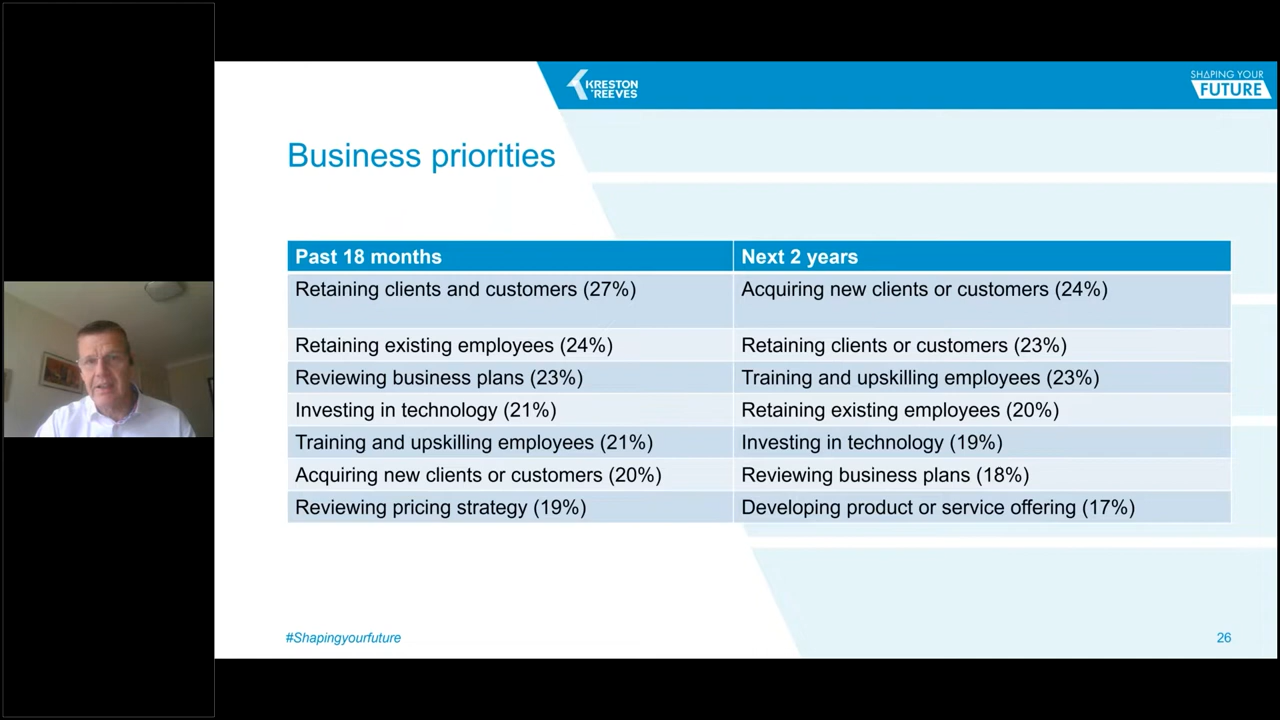 KRESTON
REEVES
SHAPING YOUR
FUTURE
Business priorities
Past 18 months
Next 2 years
Retaining clients and customers (27%)
Acquiring new clients or customers (24%)
Retaining existing employees (24%)
Retaining clients or customers (23%)
Reviewing business plans (23%)
Training and upskilling employees (23%)
Investing in technology (21%)
Retaining existing employees (20%)
Training and upskilling employees (21%)
Investing in technology (19%)
Acquiring new clients or customers (20%)
Reviewing business plans (18%)
Reviewing pricing strategy (19%)
Developing product or service offering (17%)
#Shapingyourfuture
26